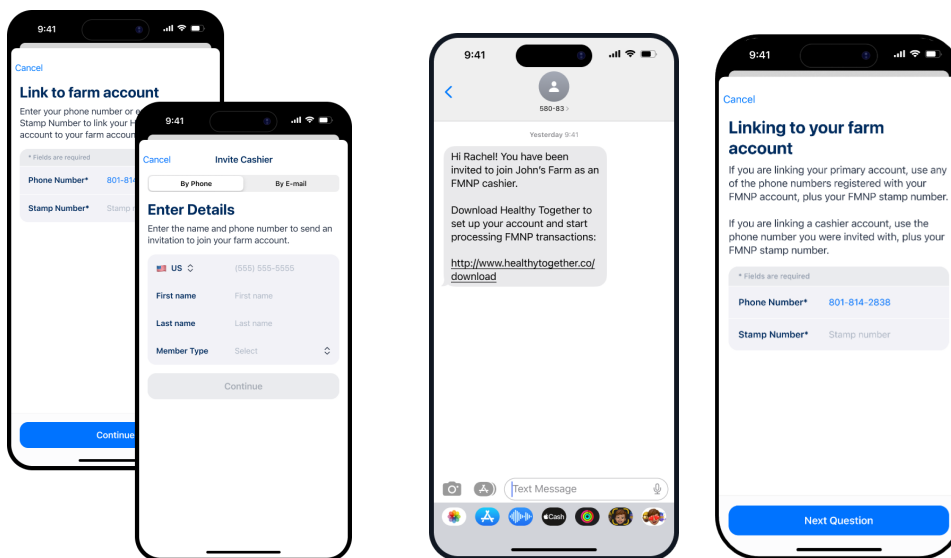 9:41
Cancel
Link to farm account
Enter your phone number or
Stamp Number to link your
account to your farm
* Fields are required
Phone Number*
Stamp Number*
Continue
9:41
Cancel
Invite Cashier
By Phone
By E-mail
Enter Details
Enter the name and phone number to send an
invitation to join your farm account.
US
(555) 555-5555
First name
First name
Last name
Last name
Member Type
Select
Continue
9:41
580-83 >
Yesterday 9:41
Hi Rachel! You have been
invited to join John's Farm as an
FMNP cashier.
Download Healthy Together to
set up your account and start
processing FMNP transactions:
http://www.healthytogether.co/
download
Text Message
Cash
9:41
Cancel
Linking to your farm
account
If you are linking your primary account, use any
of the phone numbers registered with your
FMNP account, plus your FMNP stamp number.
If you are linking a cashier account, use the
phone number you were invited with, plus your
FMNP stamp number.
* Fields are required
Phone Number*
801-814-2838
Stamp Number*
Stamp number
Next Question